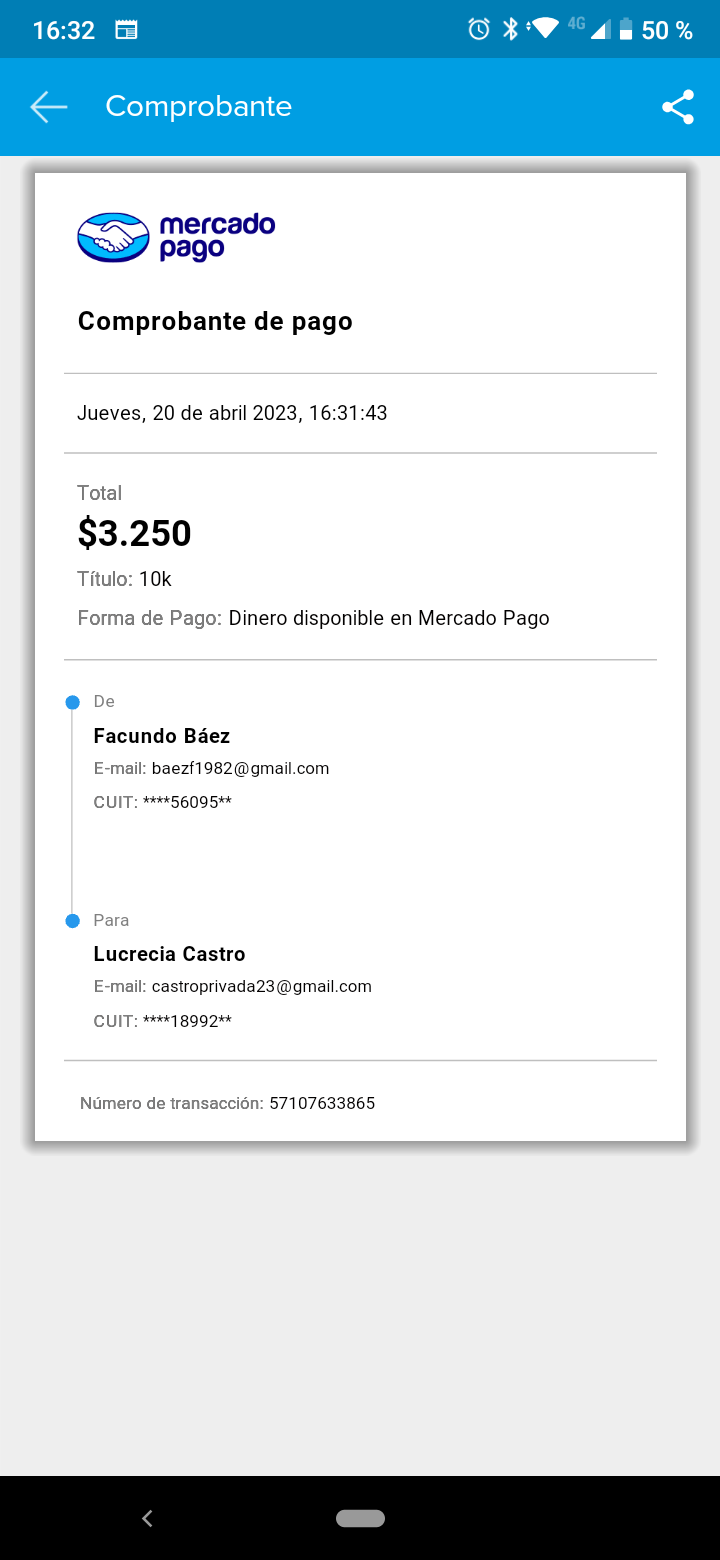 16:32 4G 50 %
Comprobante
mercado
pago
Comprobante de pago
Jueves, 20 de abril 2023, 16:31:43
Total
$3.250
Título: 10k
Forma de Pago: Dinero disponible en Mercado Pago
De
Facundo Báez
E-mail: baezf1982@gmail.com
CUIT: ****56095**
Para
Lucrecia Castro
E-mail: castroprivada23@gmail.com
CUIT: ****18992**
Número de transacción: 57107633865